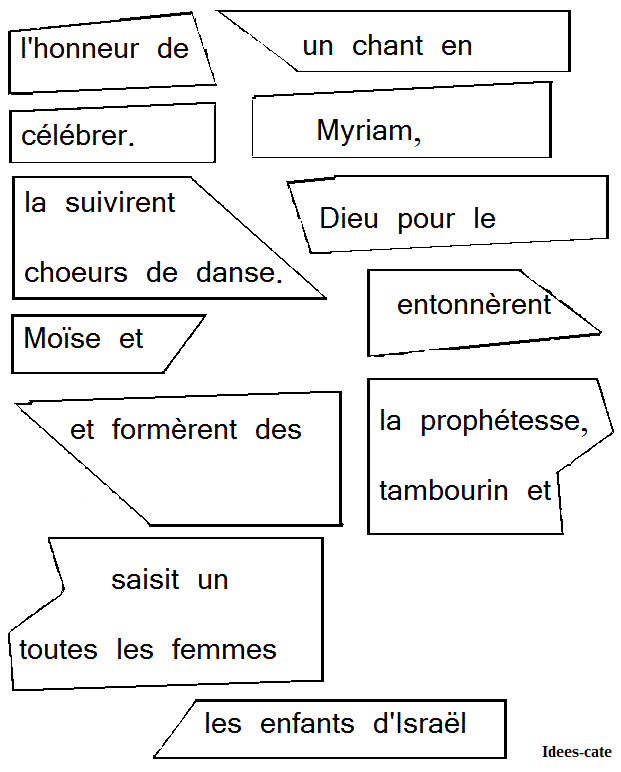 l'honneur de
un chant en
célébrer.
Myriam,
la suivirent
choeurs de danse.
Dieu pour le
entonnèrent
Moïse et
et formèrent des
la prophétesse,
tambourin et
saisit un
toutes les femmes
les enfants d'Israël
Idees-cate